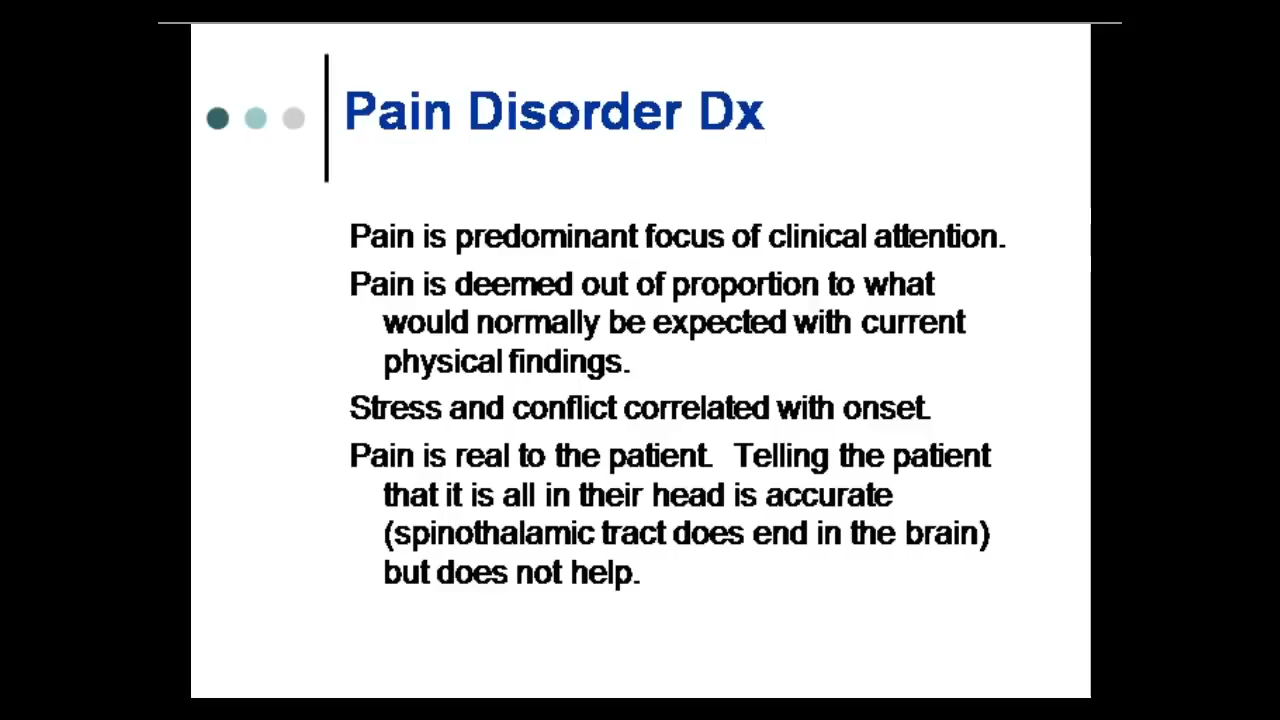 Pain Disorder Dx
Pain is predominant focus of clinical attention.
Pain is deemed out of proportion to what
would normally be expected with current
physical findings.
Stress and conflict correlated with onset.
Pain is real to the patient.  Telling the patient
that it is all in their head is accurate
(spinothalamic tract does end in the brain)
but does not help.